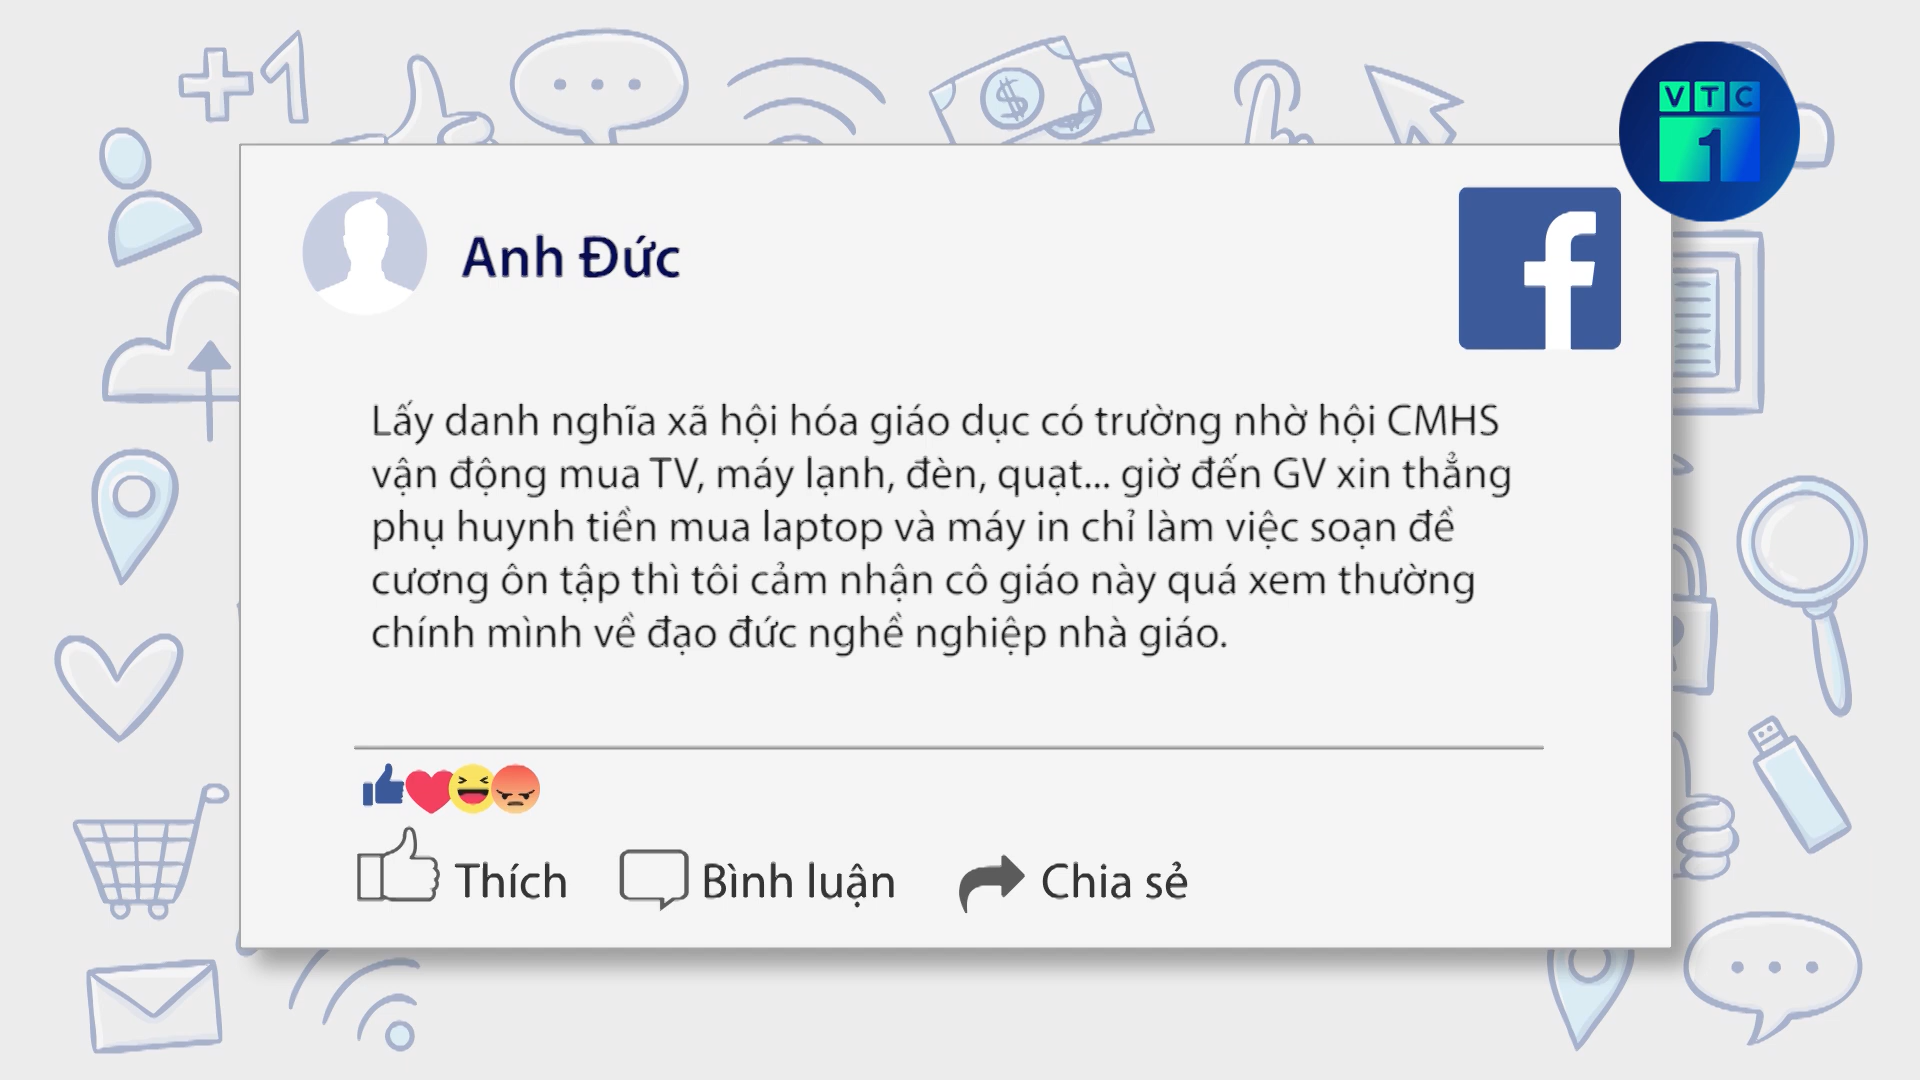 +1
VTC
1
Anh Đức
f
Lấy danh nghĩa xã hội hóa giáo dục có trường nhờ hội CMHS
vận động mua TV, máy lạnh, đèn, quạt... giờ đến GV xin thẳng
phụ huynh tiền mua laptop và máy in chỉ làm việc soạn đề
cương ôn tập thì tôi cảm nhận cô giáo này quá xem thường
chính mình về đạo đức nghề nghiệp nhà giáo.
Thích Bình luận Chia sẻ